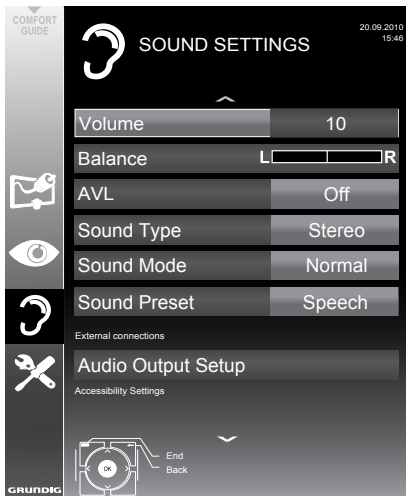 COMFORT
GUIDE
SOUND SETTINGS
20.09.2010
15:46
Volume 10
Balance L R
AVL Off
Sound Type Stereo
Sound Mode Normal
Sound Preset Speech
External connections
Audio Output Setup
Accessibility Settings
End
Back
OK
GRUNDIG